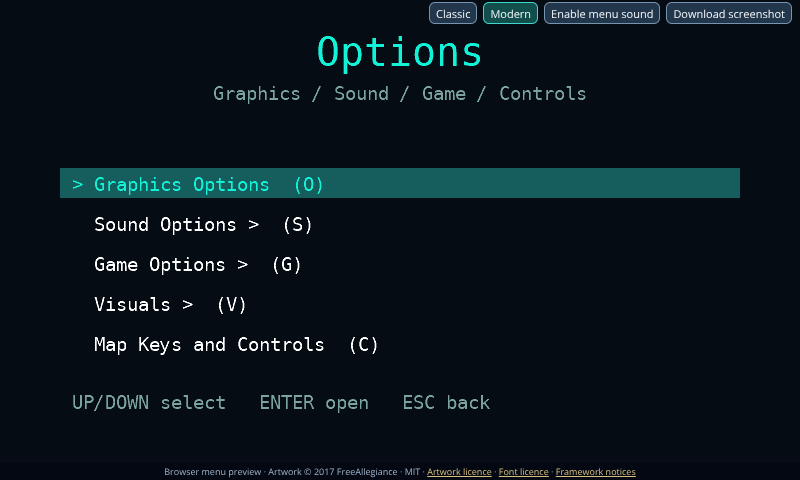 Classic Modern Enable menu sound Download screenshot
Options
Graphics / Sound / Game / Controls
> Graphics Options (O)
Sound Options > (S)
Game Options > (G)
Visuals > (V)
Map Keys and Controls (C)
UP/DOWN select ENTER open ESC back
Browser menu preview · Artwork © 2017 FreeAllegiance · MIT · Artwork licence · Font licence · Framework notices